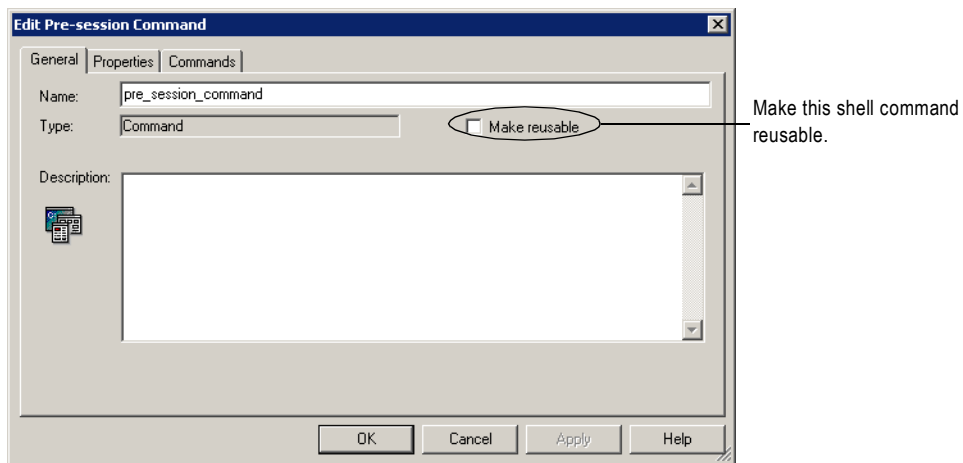 Edit Pre-session Command
General Properties Commands
Name: pre_session_command
Type: Command Make reusable
Make this shell command
reusable.
Description:
OK Cancel Apply Help